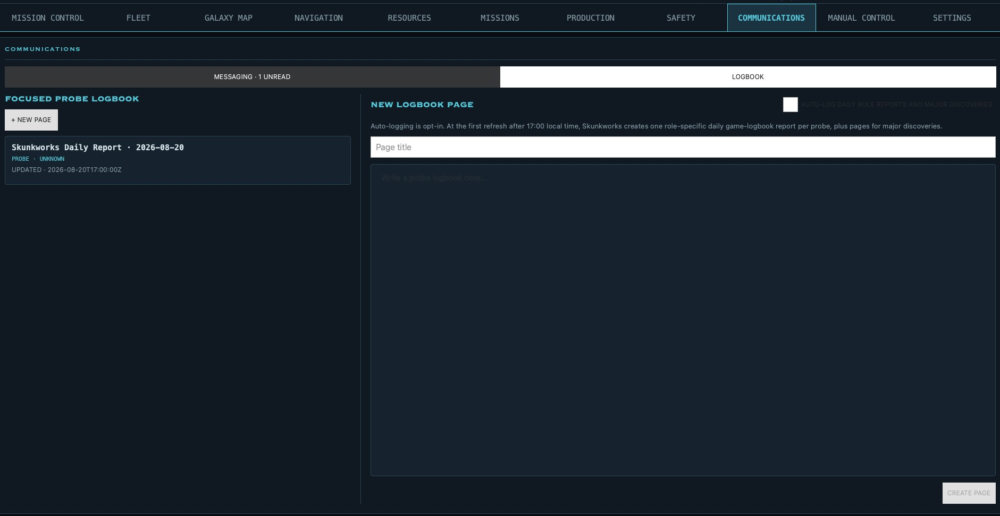 MISSION CONTROL FLEET GALAXY MAP NAVIGATION RESOURCES MISSIONS PRODUCTION SAFETY COMMUNICATIONS MANUAL CONTROL SETTINGS
COMMUNICATIONS
MESSAGING · 1 UNREAD LOGBOOK
FOCUSED PROBE LOGBOOK
+ NEW PAGE
Skunkworks Daily Report · 2026-08-20
PROBE · UNKNOWN
UPDATED · 2026-08-20T17:00:00Z
NEW LOGBOOK PAGE
AUTO-LOG DAILY ROLE REPORTS AND MAJOR DISCOVERIES
Auto-logging is opt-in. At the first refresh after 17:00 local time, Skunkworks creates one role-specific daily game-logbook report per probe, plus pages for major discoveries.
Page title
Write a probe logbook note...
CREATE PAGE